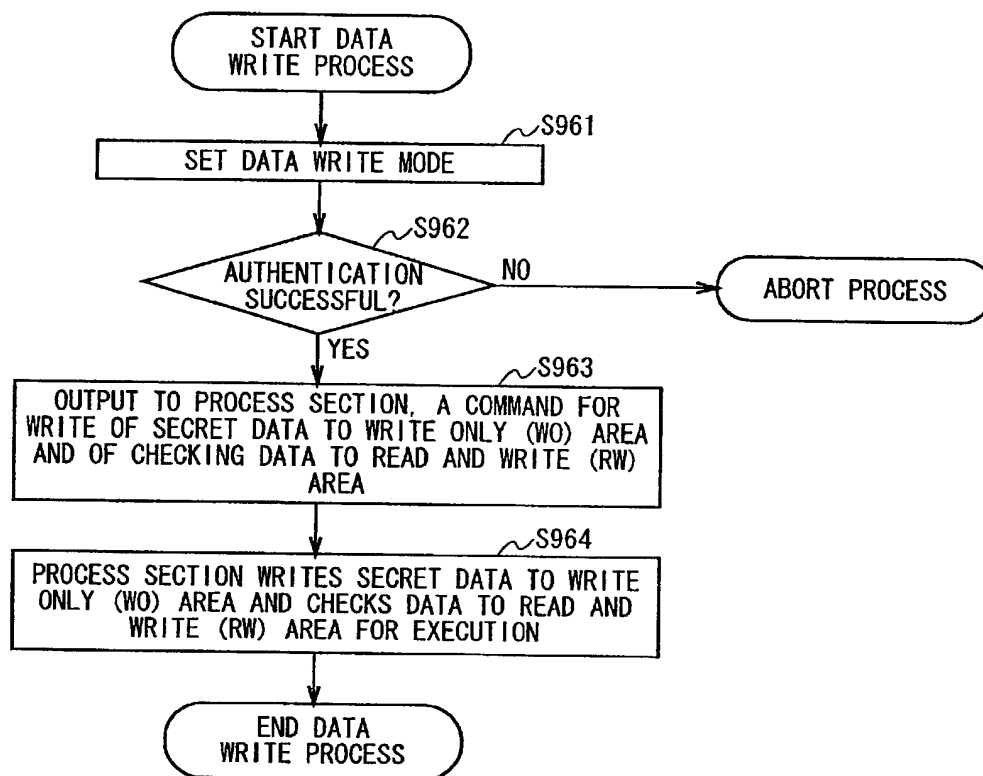 START DATA
WRITE PROCESS
S961
SET DATA WRITE MODE
S962
AUTHENTICATION
SUCCESSFUL?
NO
ABORT PROCESS
YES
S963
OUTPUT TO PROCESS SECTION, A COMMAND FOR
WRITE OF SECRET DATA TO WRITE ONLY (WO) AREA
AND OF CHECKING DATA TO READ AND WRITE (RW)
AREA
S964
PROCESS SECTION WRITES SECRET DATA TO WRITE
ONLY (WO) AREA AND CHECKS DATA TO READ AND
WRITE (RW) AREA FOR EXECUTION
END DATA
WRITE PROCESS